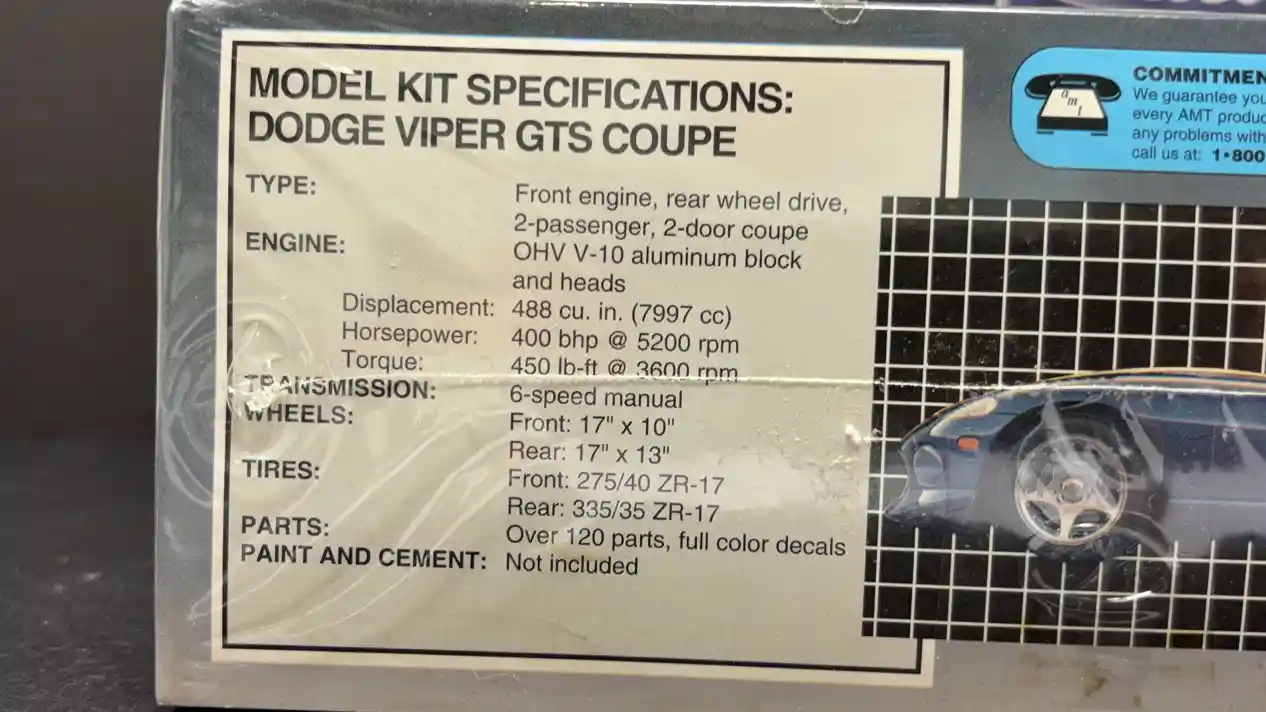 MODEL KIT SPECIFICATIONS:
DODGE VIPER GTS COUPE
TYPE: Front engine, rear wheel drive,
2-passenger, 2-door coupe
ENGINE: OHV V-10 aluminum block
and heads
Displacement: 488 cu. in. (7997 cc)
Horsepower: 400 bhp @ 5200 rpm
Torque: 450 lb-ft @ 3600 rpm
TRANSMISSION: 6-speed manual
WHEELS: Front: 17" x 10"
Rear: 17" x 13"
TIRES: Front: 275/40 ZR-17
Rear: 335/35 ZR-17
PARTS: Over 120 parts, full color decals
PAINT AND CEMENT: Not included
amt
COMMITMEN
We guarantee you
every AMT produc
any problems with
call us at: 1•800